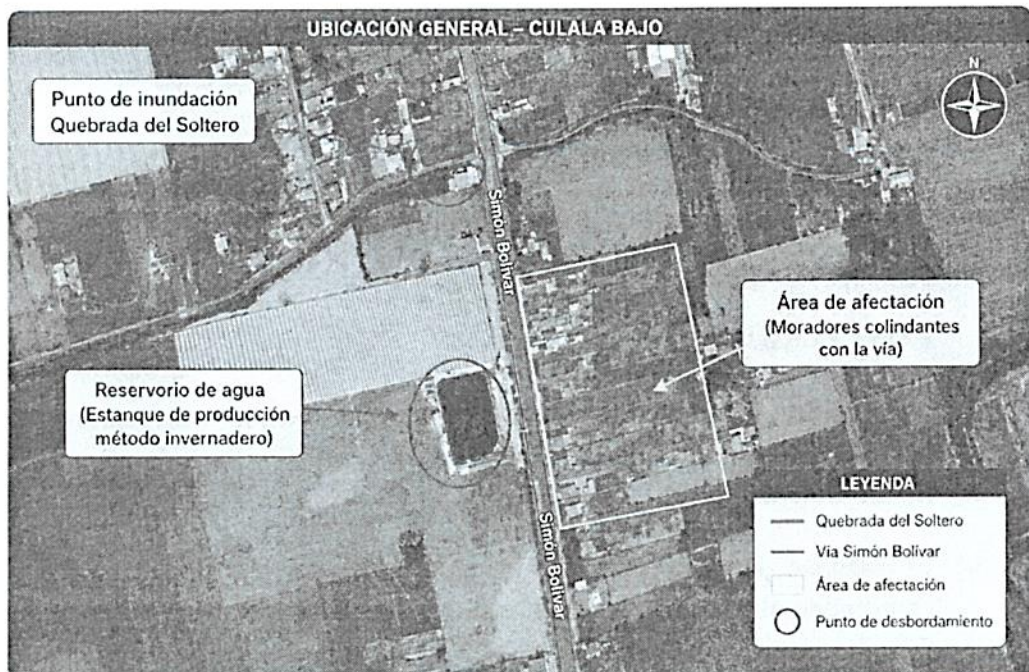 UBICACIÓN GENERAL – CULALA BAJO
Punto de inundación
Quebrada del Soltero
N
Simón Bolívar
Área de afectación
(Moradores colindantes
con la vía)
Reservorio de agua
(Estanque de producción
método invernadero)
Simón Bolívar
LEYENDA
Quebrada del Soltero
Vía Simón Bolívar
Área de afectación
Punto de desbordamiento